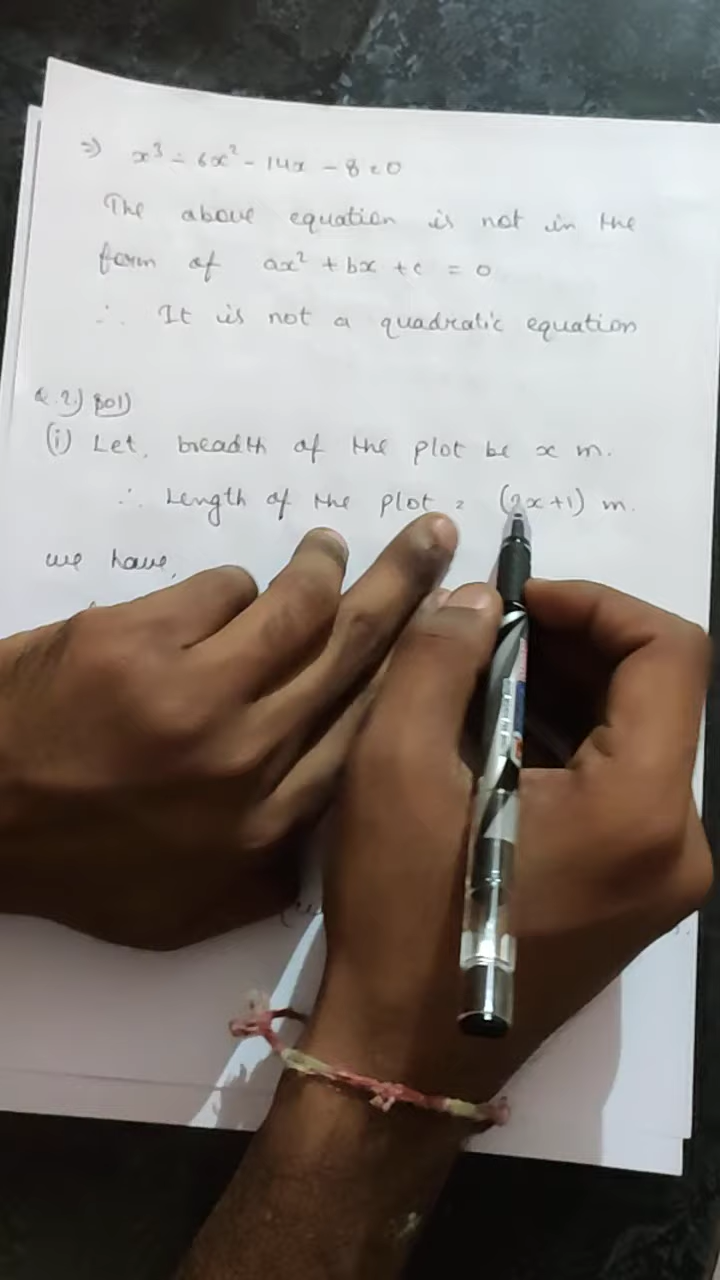 =) x³ - 6x² - 14x - 8 = 0
The above equation is not in the
form of ax² + bx + c = 0
∴ It is not a quadratic equation
Q.2) Sol)
(i) Let, breadth of the plot be x m.
∴ Length of the plot = (2x+1) m.
we have,